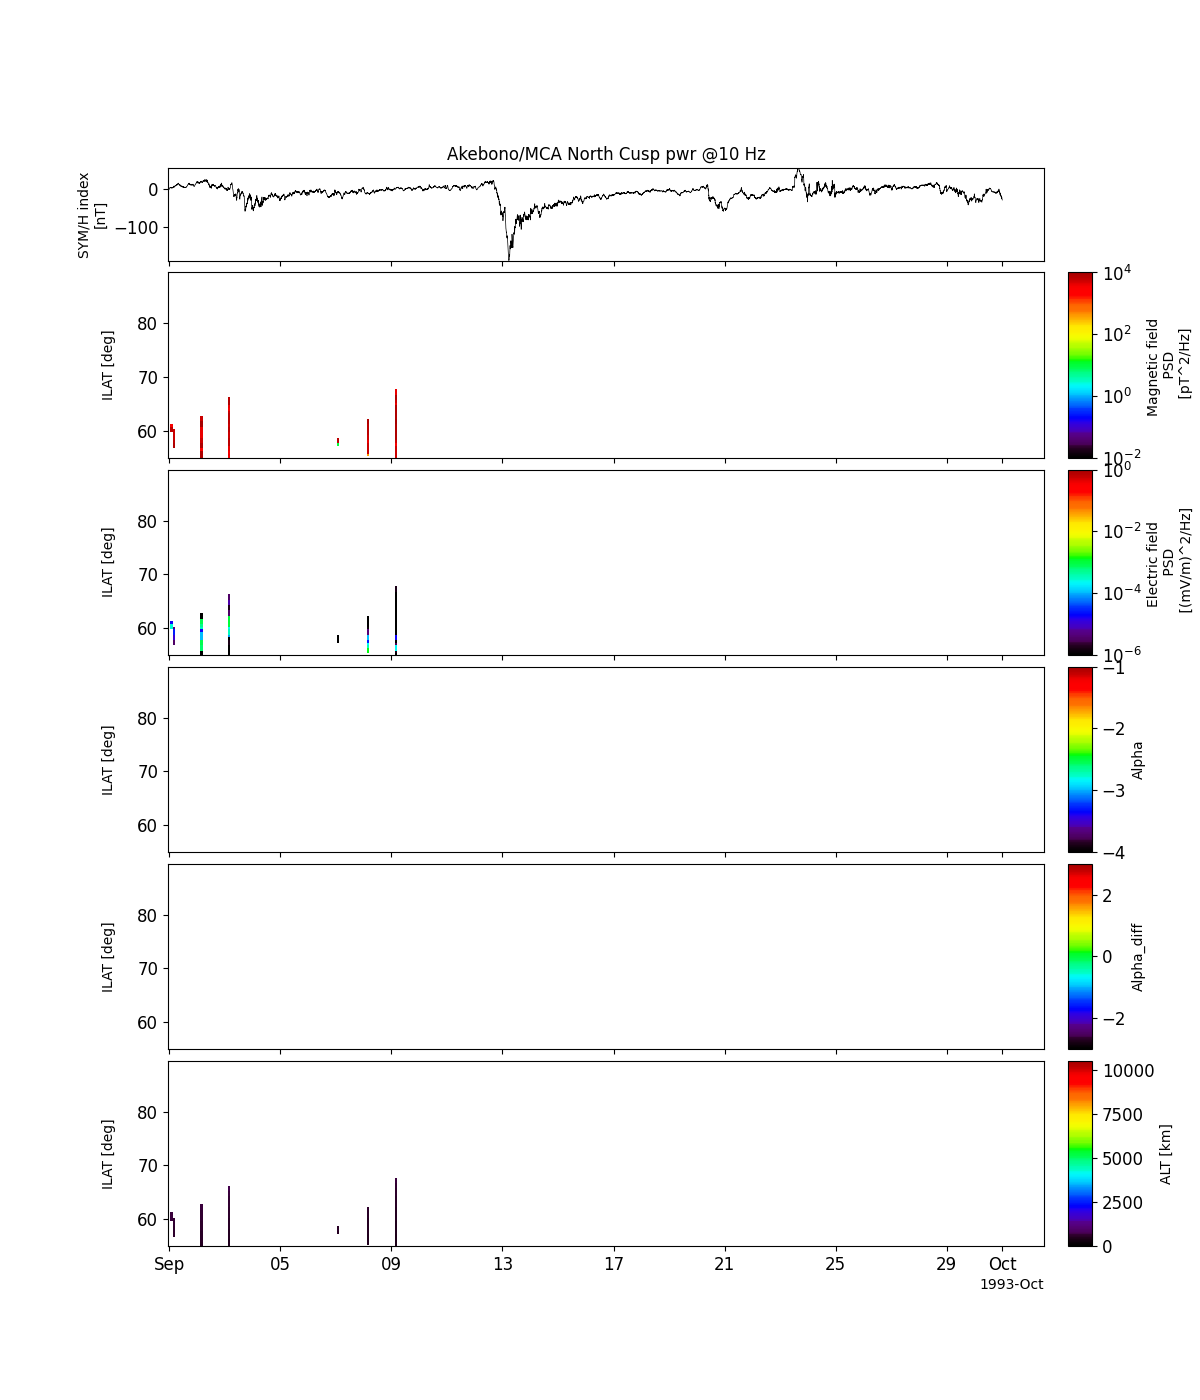 Akebono/MCA North Cusp pwr @10 Hz
SYM/H index
[nT]
0
−100
ILAT [deg]
80
70
60
10^4
10^2
10^0
10^−2
Magnetic field
PSD
[pT^2/Hz]
ILAT [deg]
80
70
60
10^0
10^−2
10^−4
10^−6
Electric field
PSD
[(mV/m)^2/Hz]
ILAT [deg]
80
70
60
−1
−2
−3
−4
Alpha
ILAT [deg]
80
70
60
2
0
−2
Alpha_diff
ILAT [deg]
80
70
60
10000
7500
5000
2500
0
ALT [km]
Sep 05 09 13 17 21 25 29 Oct
1993-Oct